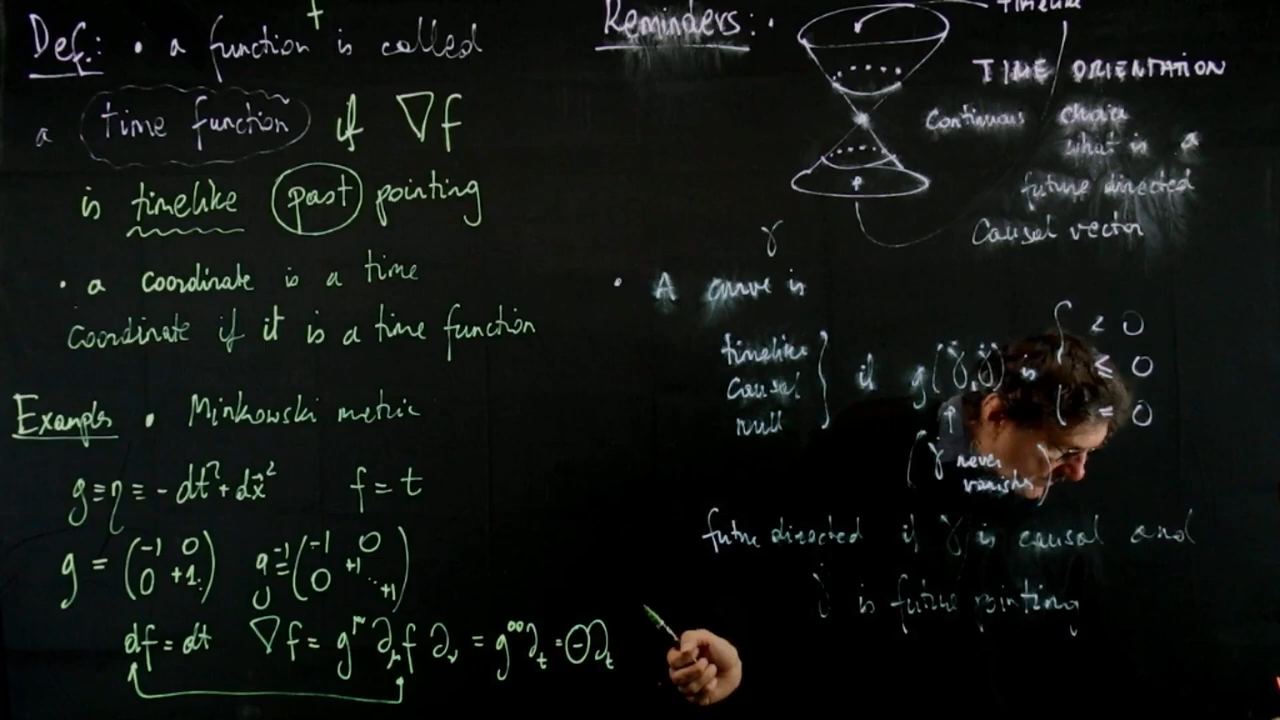 Def: • a function f is called
a time function if ∇f
is timelike past pointing
• a coordinate is a time
coordinate if it is a time function
Examples • Minkowski metric
g ≡ η ≡ - dt² + dx⃗² f = t
g = (-1 0 0 +1.) g⁻¹ = (-1 0 0 +1 ⋱ +1)
df = dt ∇f = g^μν ∂_μ f ∂_ν = g⁰⁰ ∂_t = -∂_t
Reminders: •
timelike
TIME ORIENTATION
Continuous choice
what is a
future directed
Causal vector
γ
• A curve is
timelike
causal
null
if g(γ̇, γ̇) is
< 0
≤ 0
= 0
(γ̇ never
vanishes)
future directed if γ is causal and
γ̇ is future pointing